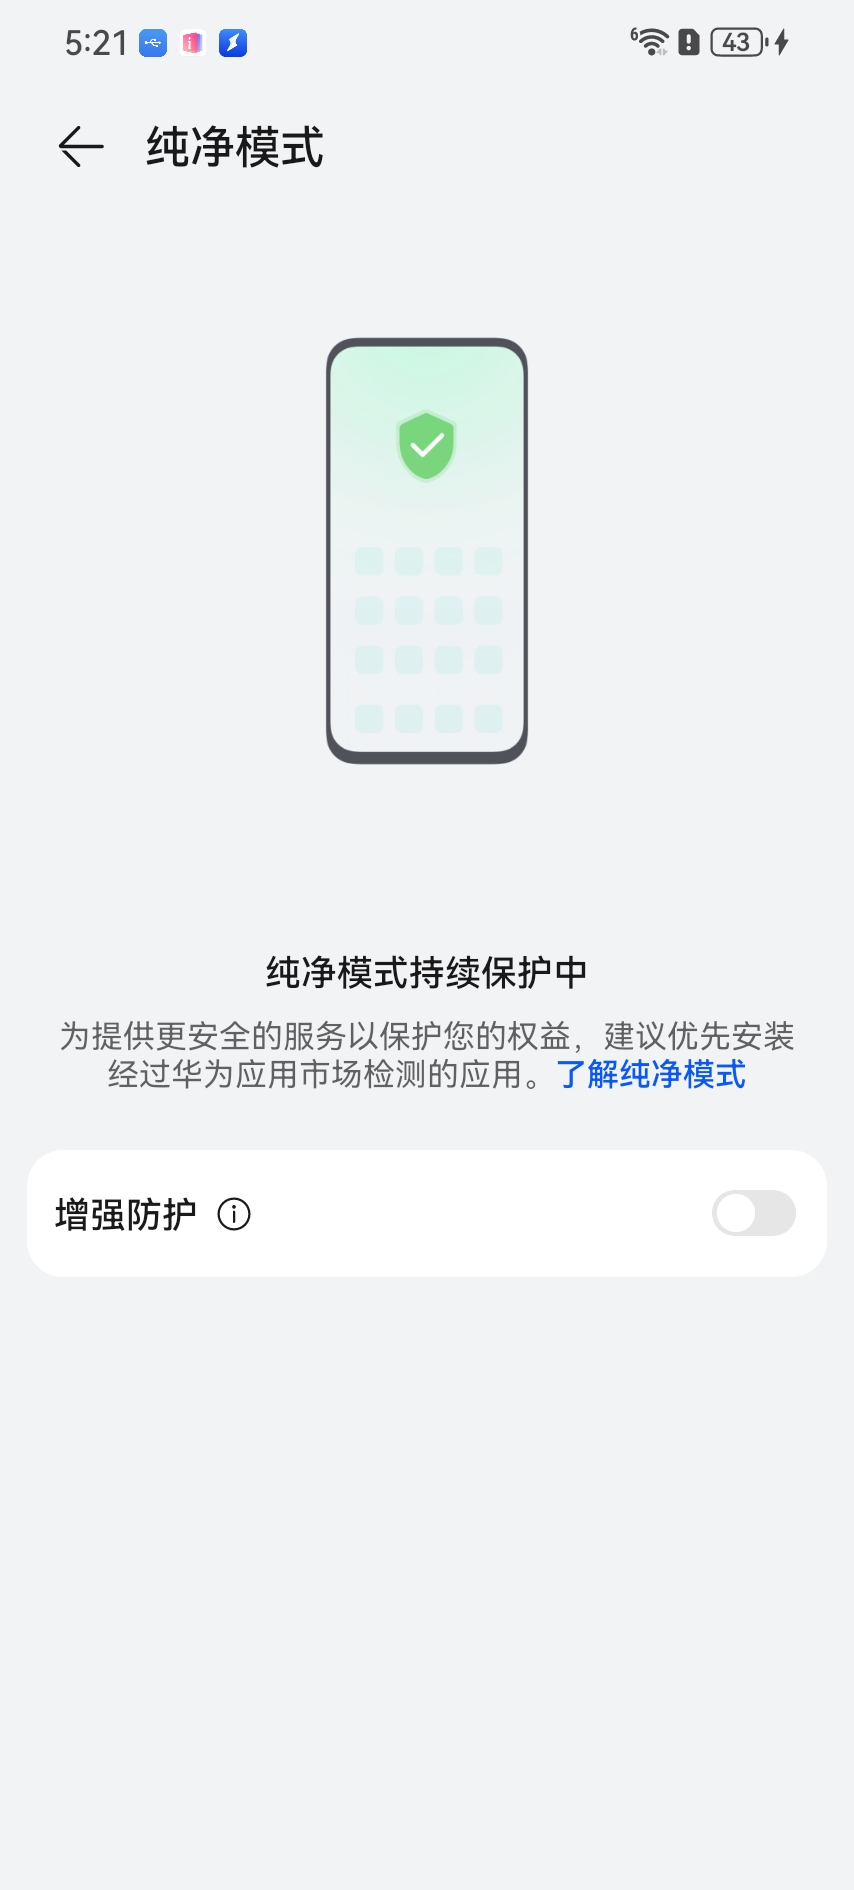 5:21
6
43
纯净模式
纯净模式持续保护中
为提供更安全的服务以保护您的权益，建议优先安装
经过华为应用市场检测的应用。了解纯净模式
增强防护